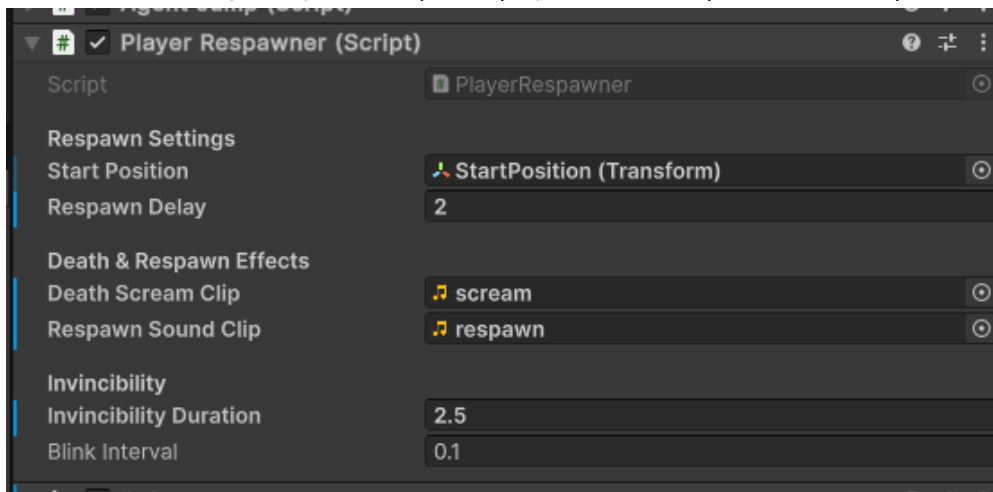 Player Respawner (Script)
Script PlayerRespawner
Respawn Settings
Start Position StartPosition (Transform)
Respawn Delay 2
Death & Respawn Effects
Death Scream Clip scream
Respawn Sound Clip respawn
Invincibility
Invincibility Duration 2.5
Blink Interval 0.1